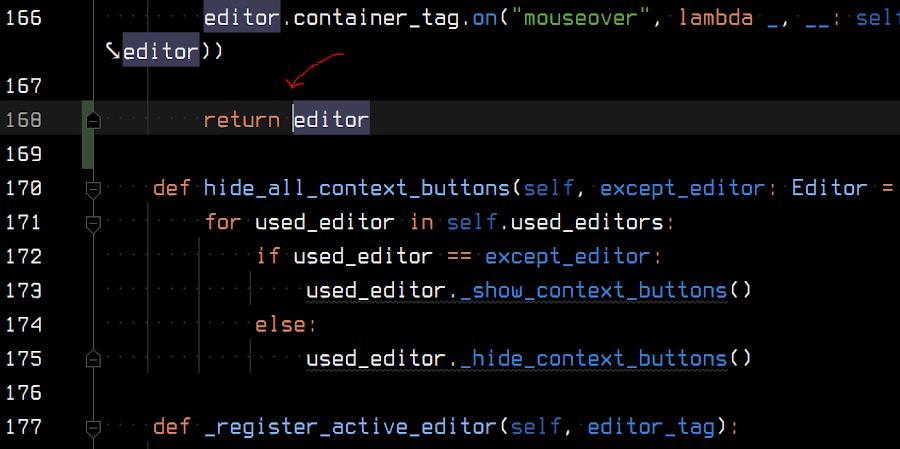 166 editor.container_tag.on("mouseover", lambda _, __: sel
editor))
167
168 return editor
169
170 def hide_all_context_buttons(self, except_editor: Editor =
171 for used_editor in self.used_editors:
172 if used_editor == except_editor:
173 used_editor._show_context_buttons()
174 else:
175 used_editor._hide_context_buttons()
176
177 def _register_active_editor(self, editor_tag):